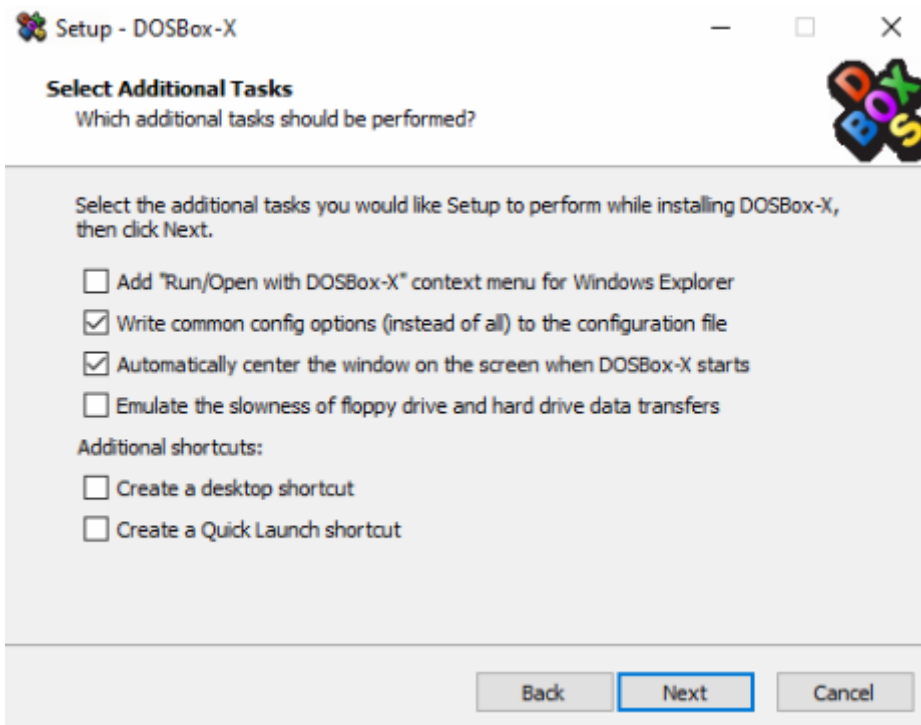 Setup - DOSBox-X
Select Additional Tasks
Which additional tasks should be performed?
D
BOX
S
Select the additional tasks you would like Setup to perform while installing DOSBox-X,
then click Next.
Add "Run/Open with DOSBox-X" context menu for Windows Explorer
Write common config options (instead of all) to the configuration file
Automatically center the window on the screen when DOSBox-X starts
Emulate the slowness of floppy drive and hard drive data transfers
Additional shortcuts:
Create a desktop shortcut
Create a Quick Launch shortcut
Back Next Cancel